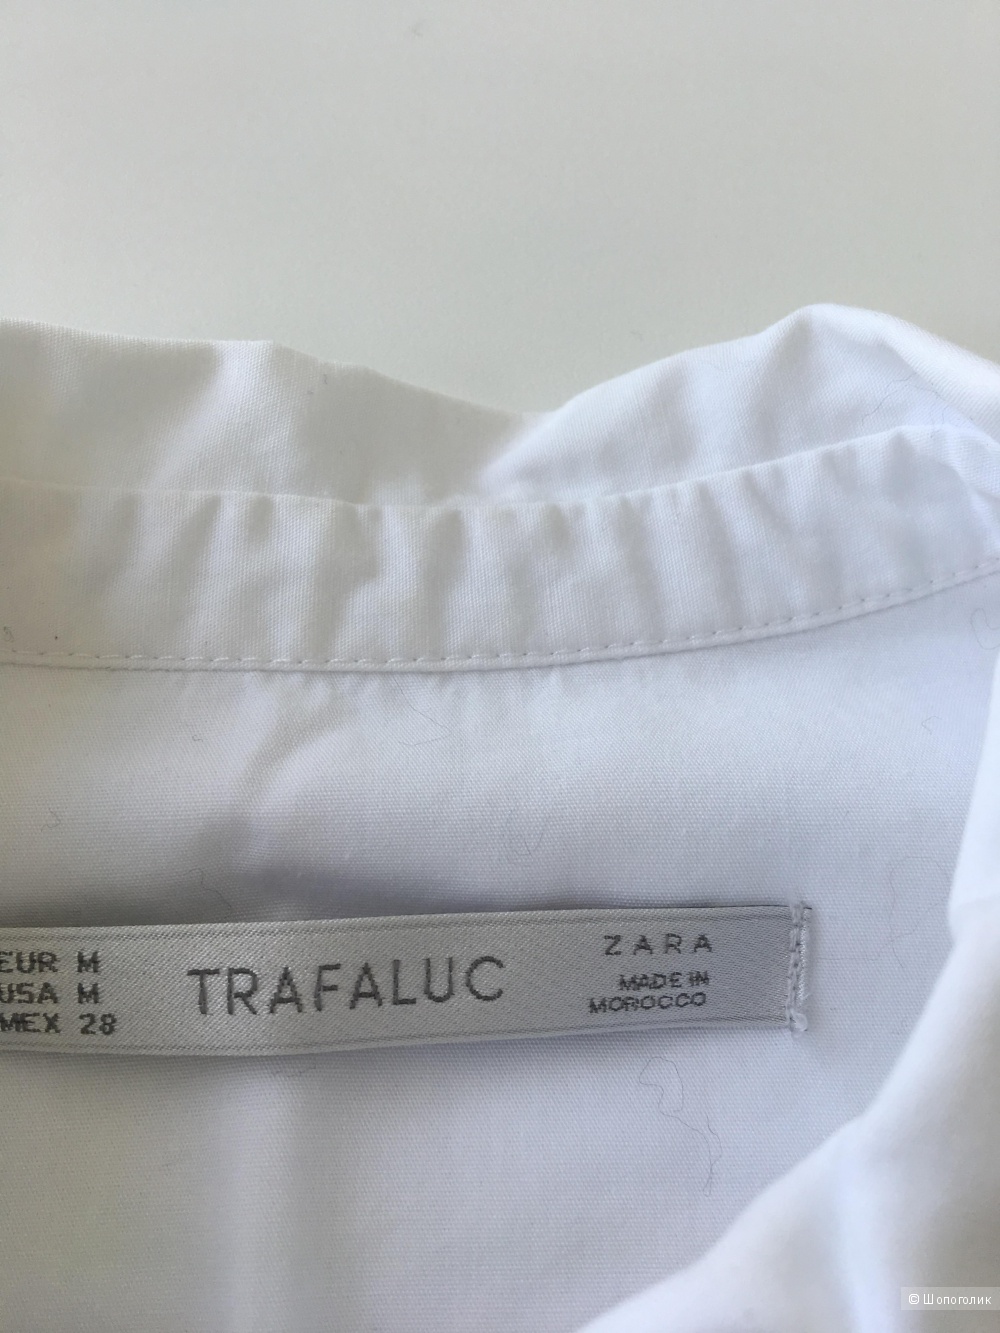 EUR M
USA M
MEX 28
TRAFALUC
ZARA
MADE IN
MOROCCO
© Шопоголик